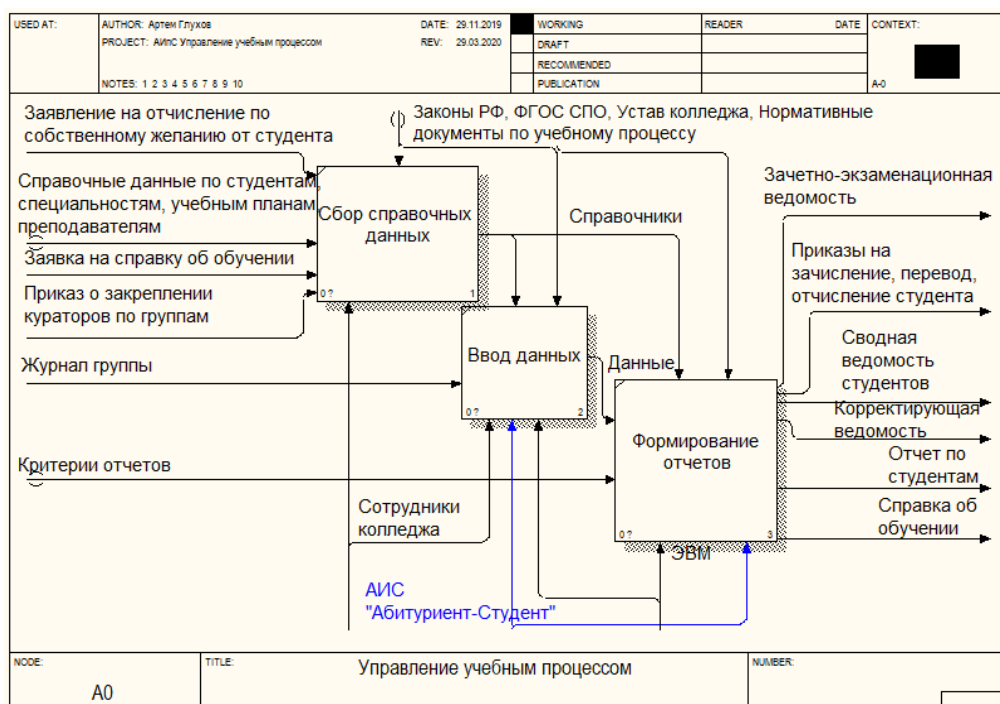 USED AT:
AUTHOR: Артем Глухов
DATE: 29.11.2019
WORKING
READER
DATE
CONTEXT:
PROJECT: АИпС Управление учебным процессом
REV: 29.03.2020
DRAFT
RECOMMENDED
NOTES: 1 2 3 4 5 6 7 8 9 10
PUBLICATION
A-0
Заявление на отчисление по
собственному желанию от студента
Законы РФ, ФГОС СПО, Устав колледжа, Нормативные
документы по учебному процессу
Справочные данные по студентам,
специальностям, учебным планам
преподавателям
Заявка на справку об обучении
Приказ о закреплении
кураторов по группам
Журнал группы
Критерии отчетов
Сбор справочных
данных
0 ?
1
Справочники
Ввод данных
0 ?
2
Данные
Формирование
отчетов
0 ?
3
Зачетно-экзаменационная
ведомость
Приказы на
зачисление, перевод,
отчисление студента
Сводная
ведомость
студентов
Корректирующая
ведомость
Отчет по
студентам
Справка об
обучении
Сотрудники
колледжа
ЭВМ
АИС
"Абитуриент-Студент"
NODE:
A0
TITLE:
Управление учебным процессом
NUMBER: